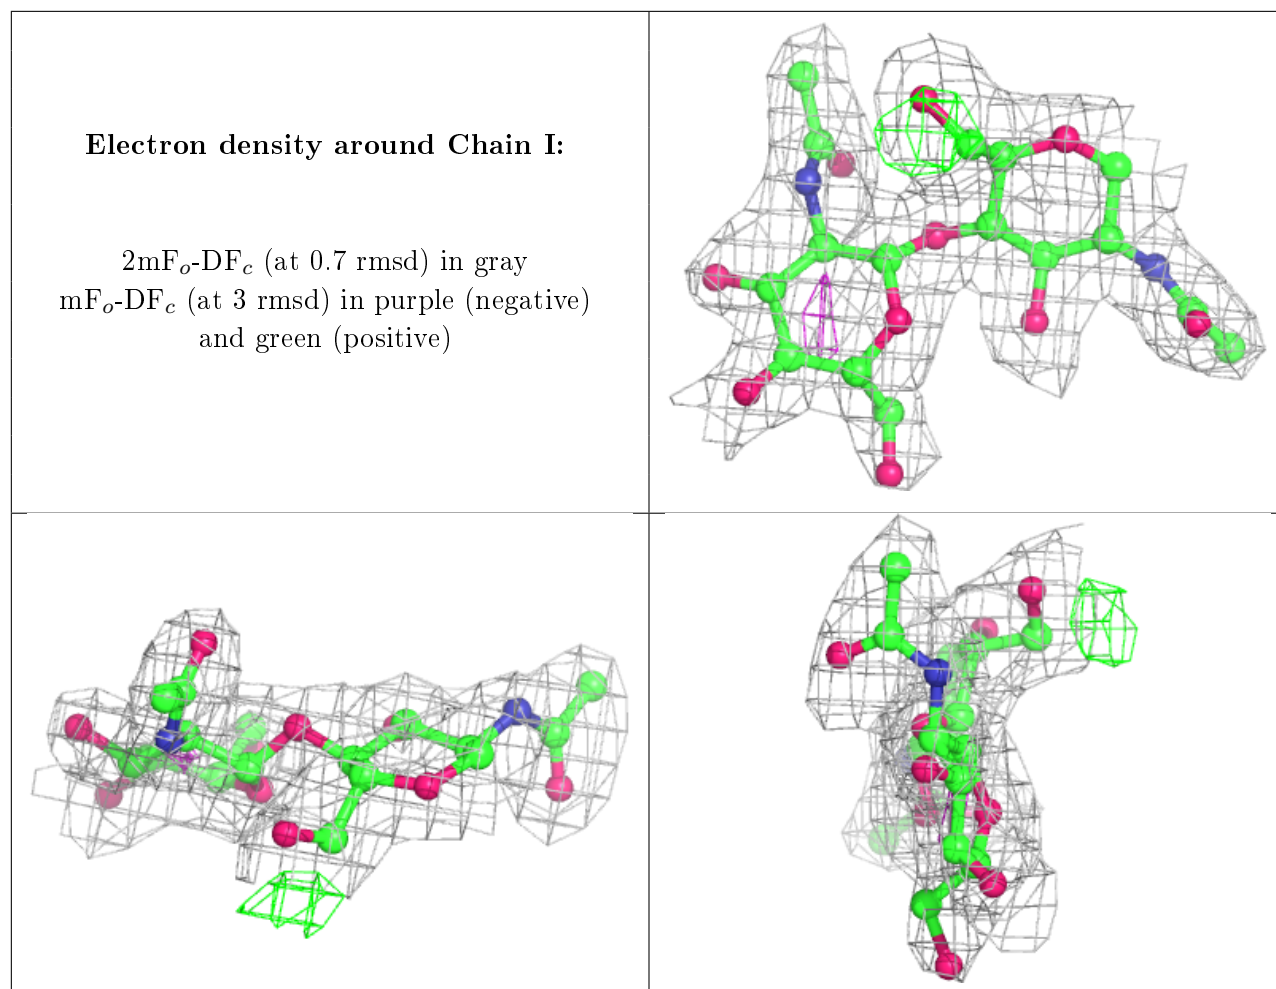 Electron density around Chain I:
2mFₒ-DF𝒸 (at 0.7 rmsd) in gray
mFₒ-DF𝒸 (at 3 rmsd) in purple (negative)
and green (positive)